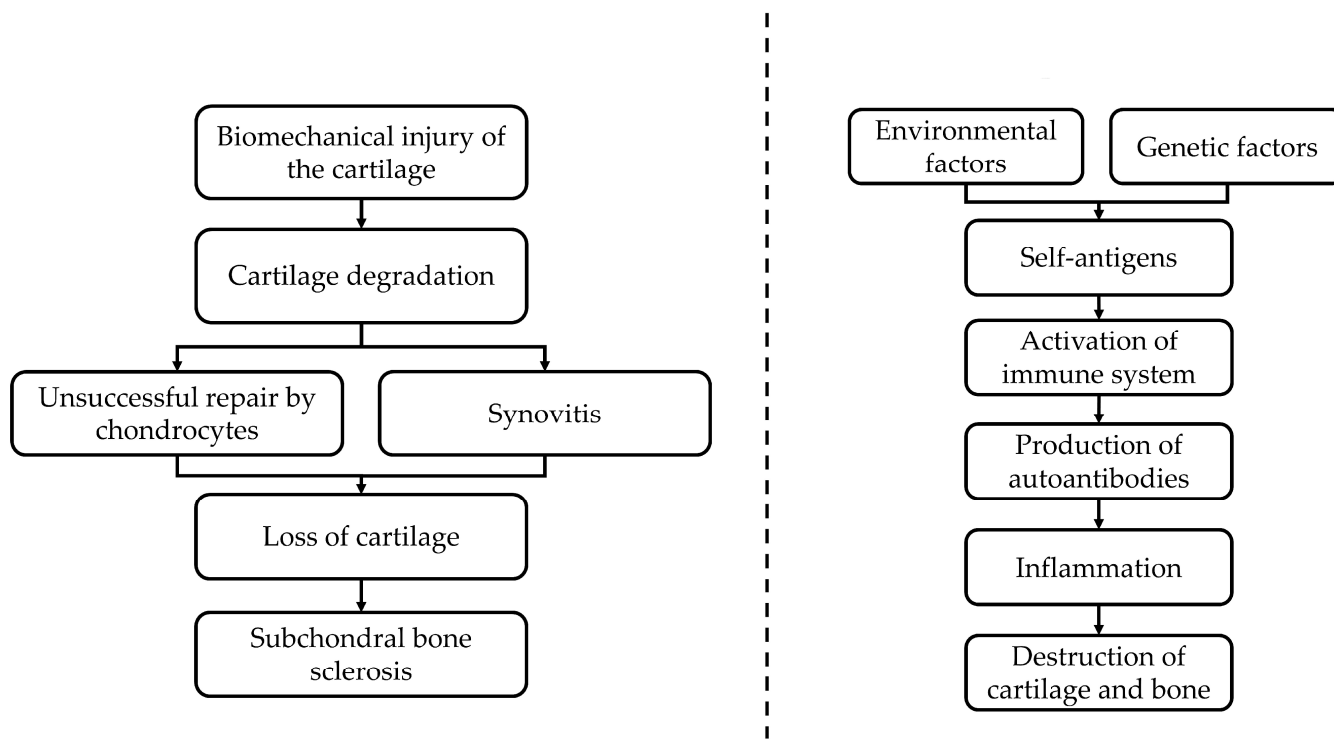 Biomechanical injury of
the cartilage
Cartilage degradation
Unsuccessful repair by
chondrocytes
Synovitis
Loss of cartilage
Subchondral bone
sclerosis
Environmental
factors
Genetic factors
Self-antigens
Activation of
immune system
Production of
autoantibodies
Inflammation
Destruction of
cartilage and bone